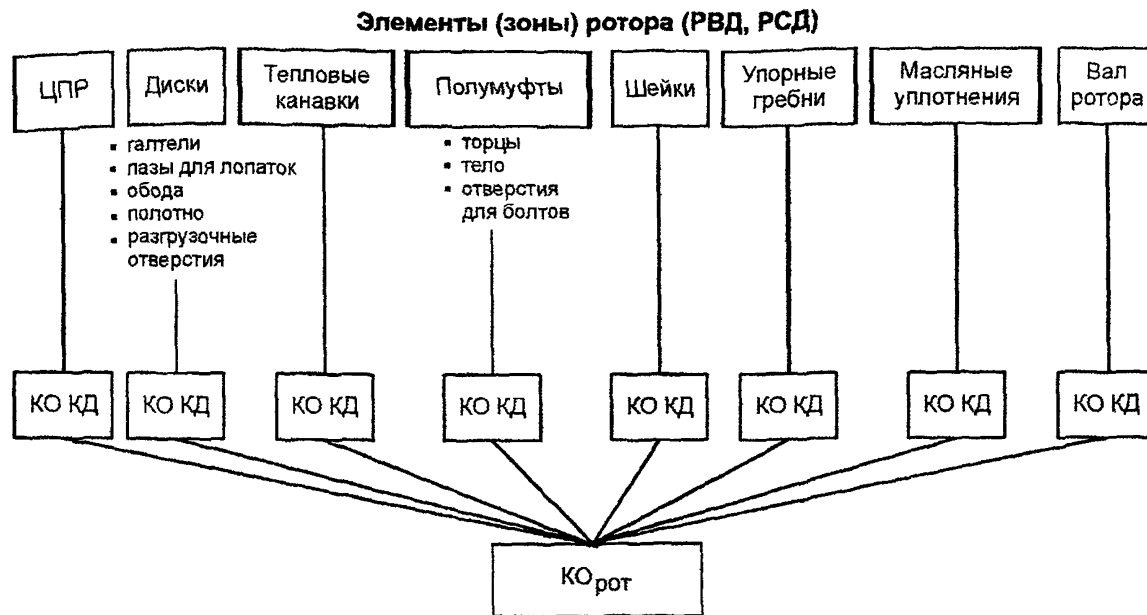 Элементы (зоны) ротора (РВД, РСД)
ЦПР
Диски
Тепловые
канавки
Полумуфты
Шейки
Упорные
гребни
Масляные
уплотнения
Вал
ротора
▪ галтели
▪ пазы для лопаток
▪ обода
▪ полотно
▪ разгрузочные
отверстия
▪ торцы
▪ тело
▪ отверстия
для болтов
КО КД
КО КД
КО КД
КО КД
КО КД
КО КД
КО КД
КО КД
КОрот